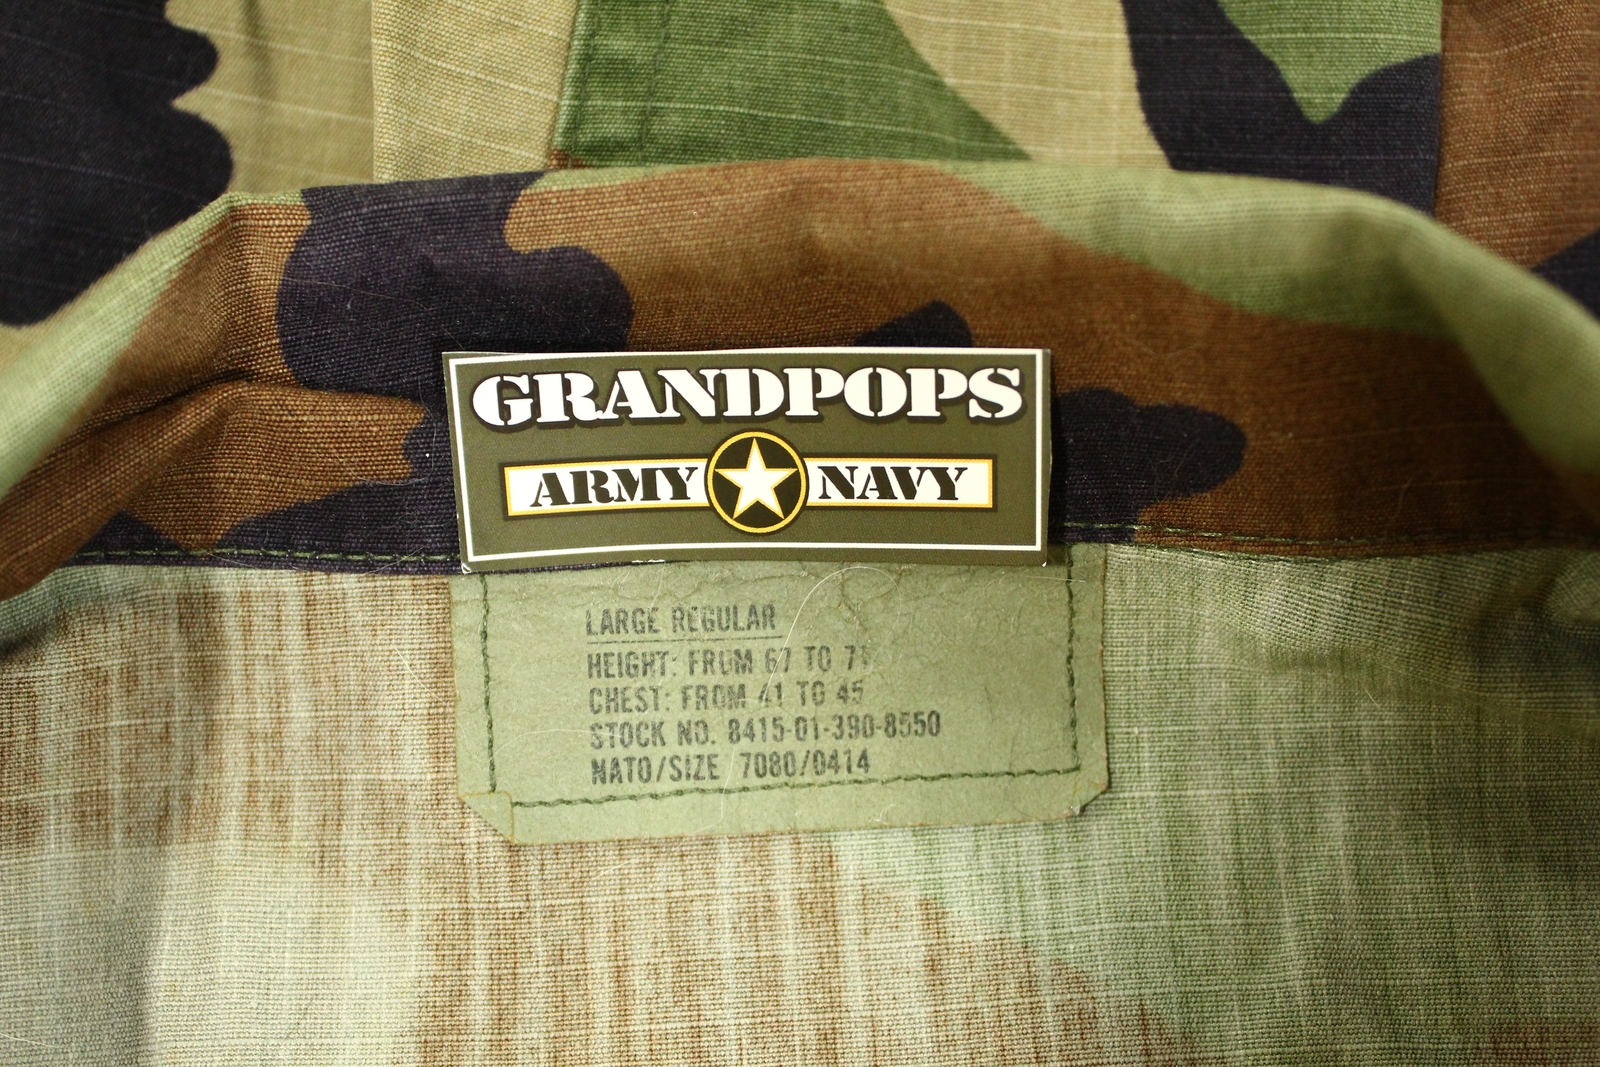 GRANDPOPS
ARMY NAVY
LARGE REGULAR
HEIGHT: FROM 67 TO 71
CHEST: FROM 41 TO 45
STOCK NO. 8415-01-390-8550
NATO/SIZE 7080/0414